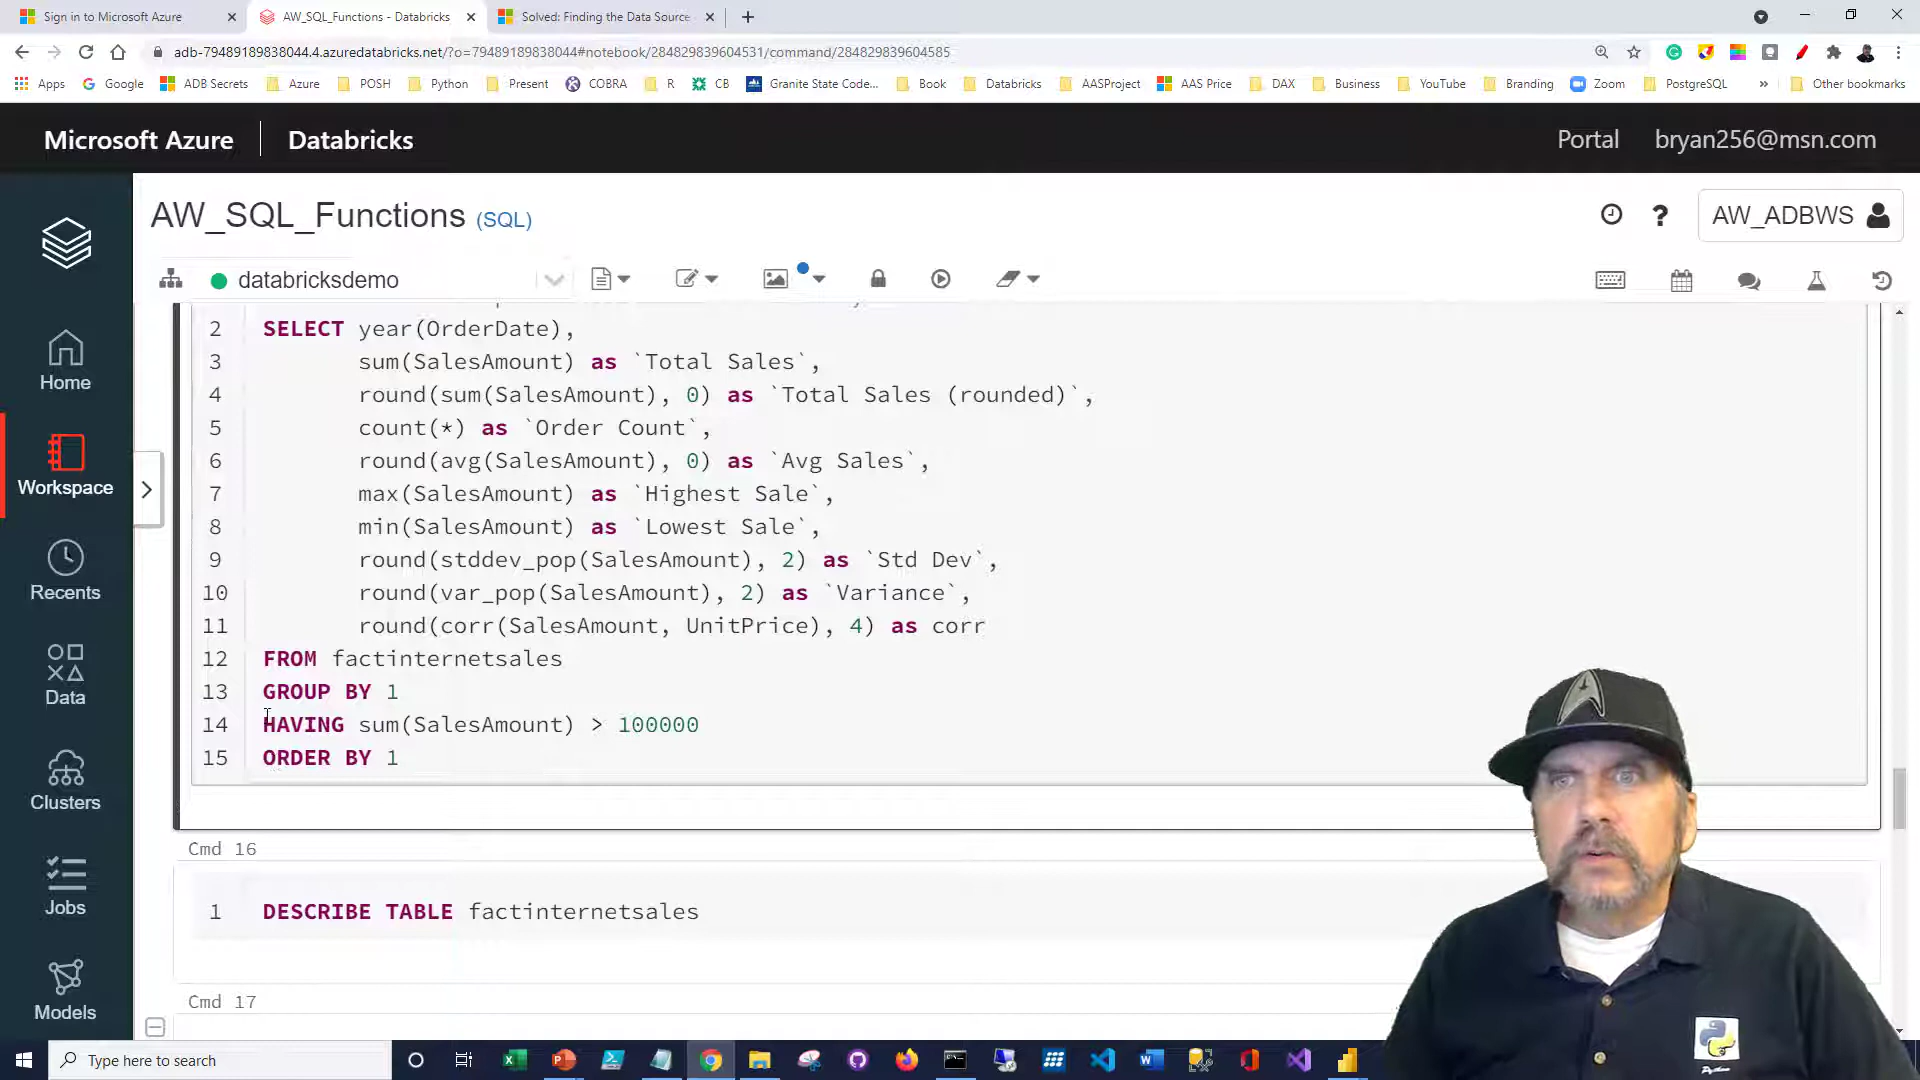 Sign in to Microsoft Azure
AW_SQL_Functions - Databricks
Solved: Finding the Data Source
adb-79489189838044.4.azuredatabricks.net/?o=79489189838044#notebook/284829839604531/command/284829839604585
Apps Google ADB Secrets Azure POSH Python Present COBRA R CB Granite State Code... Book Databricks AASProject AAS Price DAX Business YouTube Branding Zoom PostgreSQL » Other bookmarks
Microsoft Azure Databricks Portal bryan256@msn.com
AW_SQL_Functions (SQL) ? AW_ADBWS
databricksdemo
Home
Workspace
Recents
Data
Clusters
Jobs
Models
2 SELECT year(OrderDate),
3 sum(SalesAmount) as `Total Sales`,
4 round(sum(SalesAmount), 0) as `Total Sales (rounded)`,
5 count(*) as `Order Count`,
6 round(avg(SalesAmount), 0) as `Avg Sales`,
7 max(SalesAmount) as `Highest Sale`,
8 min(SalesAmount) as `Lowest Sale`,
9 round(stddev_pop(SalesAmount), 2) as `Std Dev`,
10 round(var_pop(SalesAmount), 2) as `Variance`,
11 round(corr(SalesAmount, UnitPrice), 4) as corr
12 FROM factinternetsales
13 GROUP BY 1
14 HAVING sum(SalesAmount) > 100000
15 ORDER BY 1
Cmd 16
1 DESCRIBE TABLE factinternetsales
Cmd 17
Type here to search